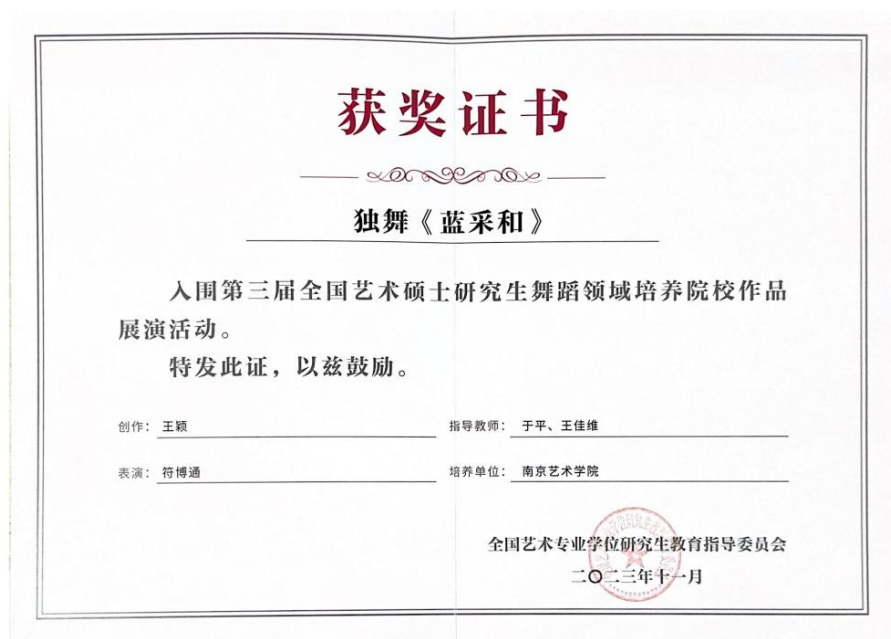 获奖证书
独舞《蓝采和》
入围第三届全国艺术硕士研究生舞蹈领域培养院校作品
展演活动。
特发此证，以兹鼓励。
创作：王颖
指导教师：于平、王佳维
表演：符博通
培养单位：南京艺术学院
全国艺术专业学位研究生教育指导委员会
二〇二三年十一月